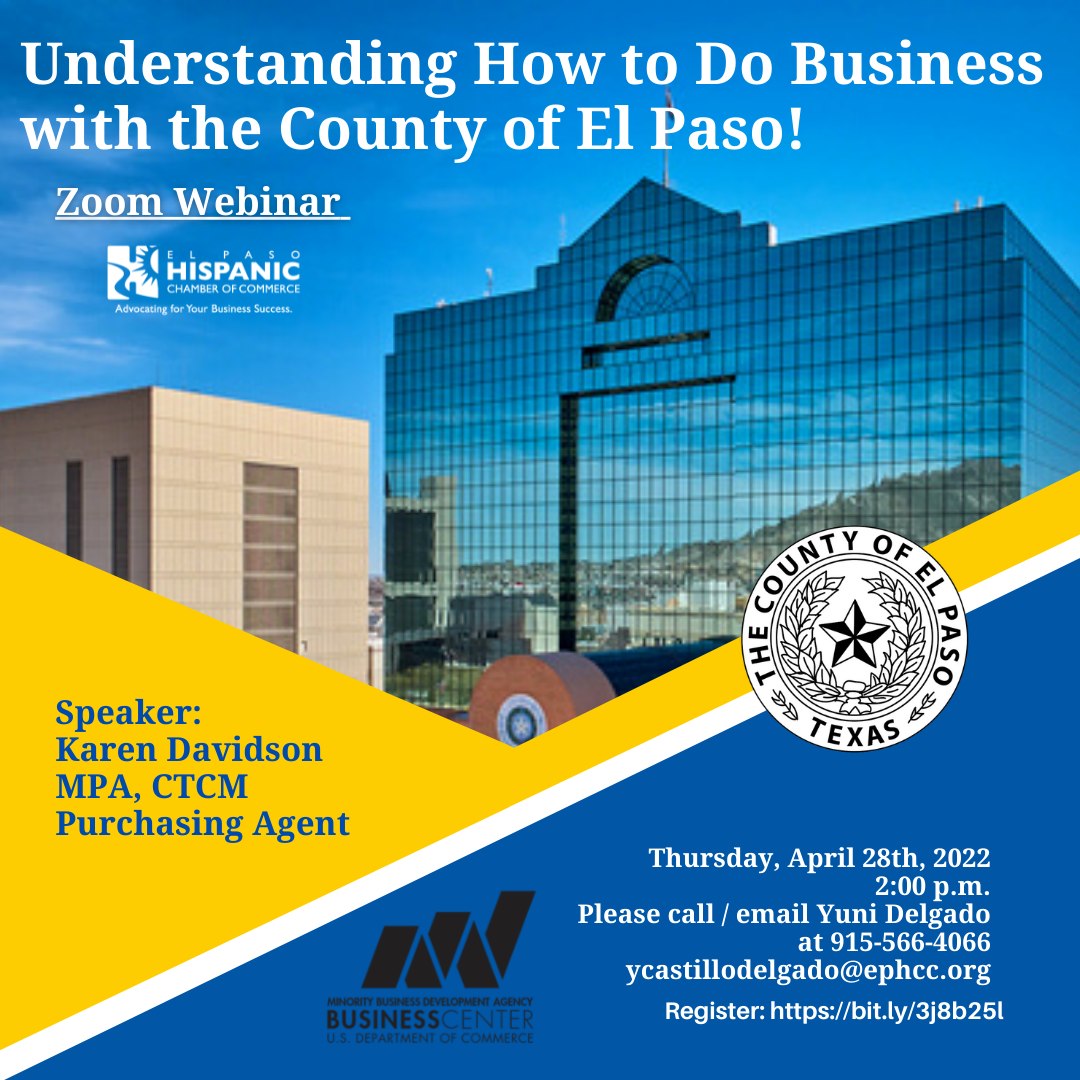 Understanding How to Do Business
with the County of El Paso!
Zoom Webinar
EL PASO
HISPANIC
CHAMBER OF COMMERCE
Advocating for Your Business Success.
THE COUNTY OF EL PASO
TEXAS
Speaker:
Karen Davidson
MPA, CTCM
Purchasing Agent
Thursday, April 28th, 2022
2:00 p.m.
Please call / email Yuni Delgado
at 915-566-4066
ycastillodelgado@ephcc.org
Register: https://bit.ly/3j8b25l
MINORITY BUSINESS DEVELOPMENT AGENCY
BUSINESSCENTER
U.S. DEPARTMENT OF COMMERCE